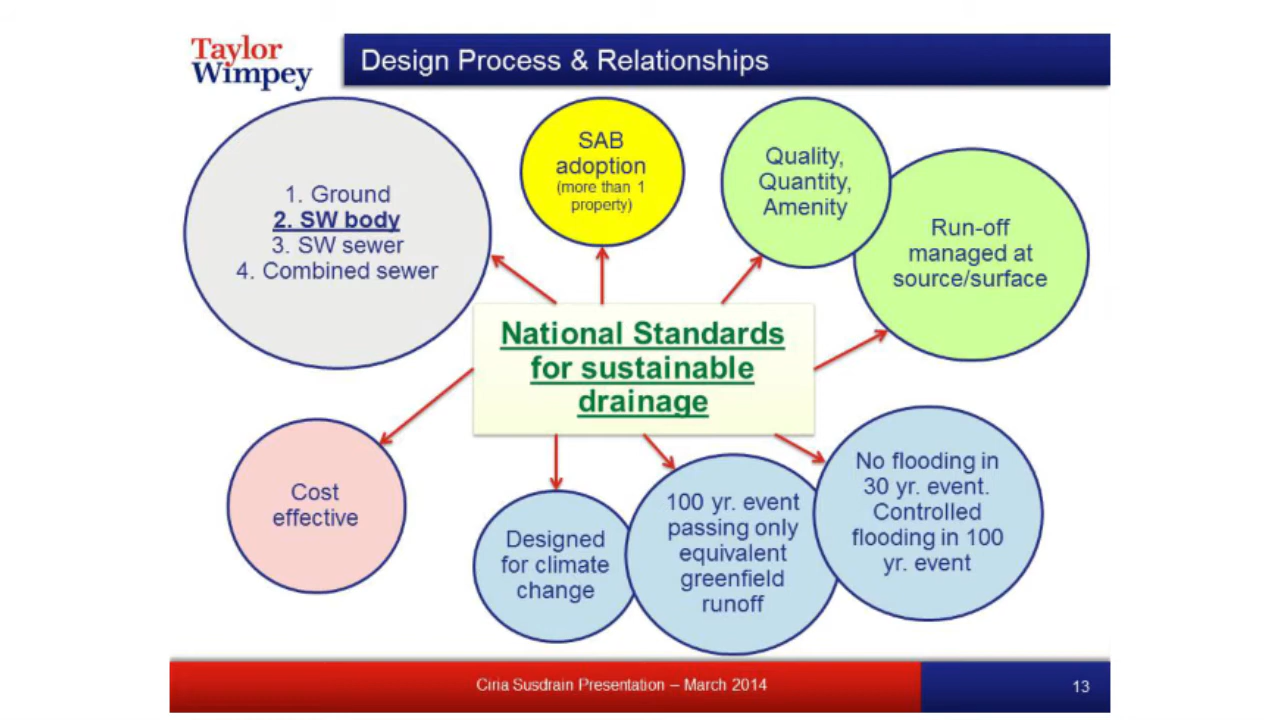 Taylor
Wimpey
Design Process & Relationships
1. Ground
2. SW body
3. SW sewer
4. Combined sewer
SAB
adoption
(more than 1
property)
Quality,
Quantity,
Amenity
Run-off
managed at
source/surface
National Standards
for sustainable
drainage
Cost
effective
Designed
for climate
change
100 yr. event
passing only
equivalent
greenfield
runoff
No flooding in
30 yr. event.
Controlled
flooding in 100
yr. event
Ciria Susdrain Presentation – March 2014
13